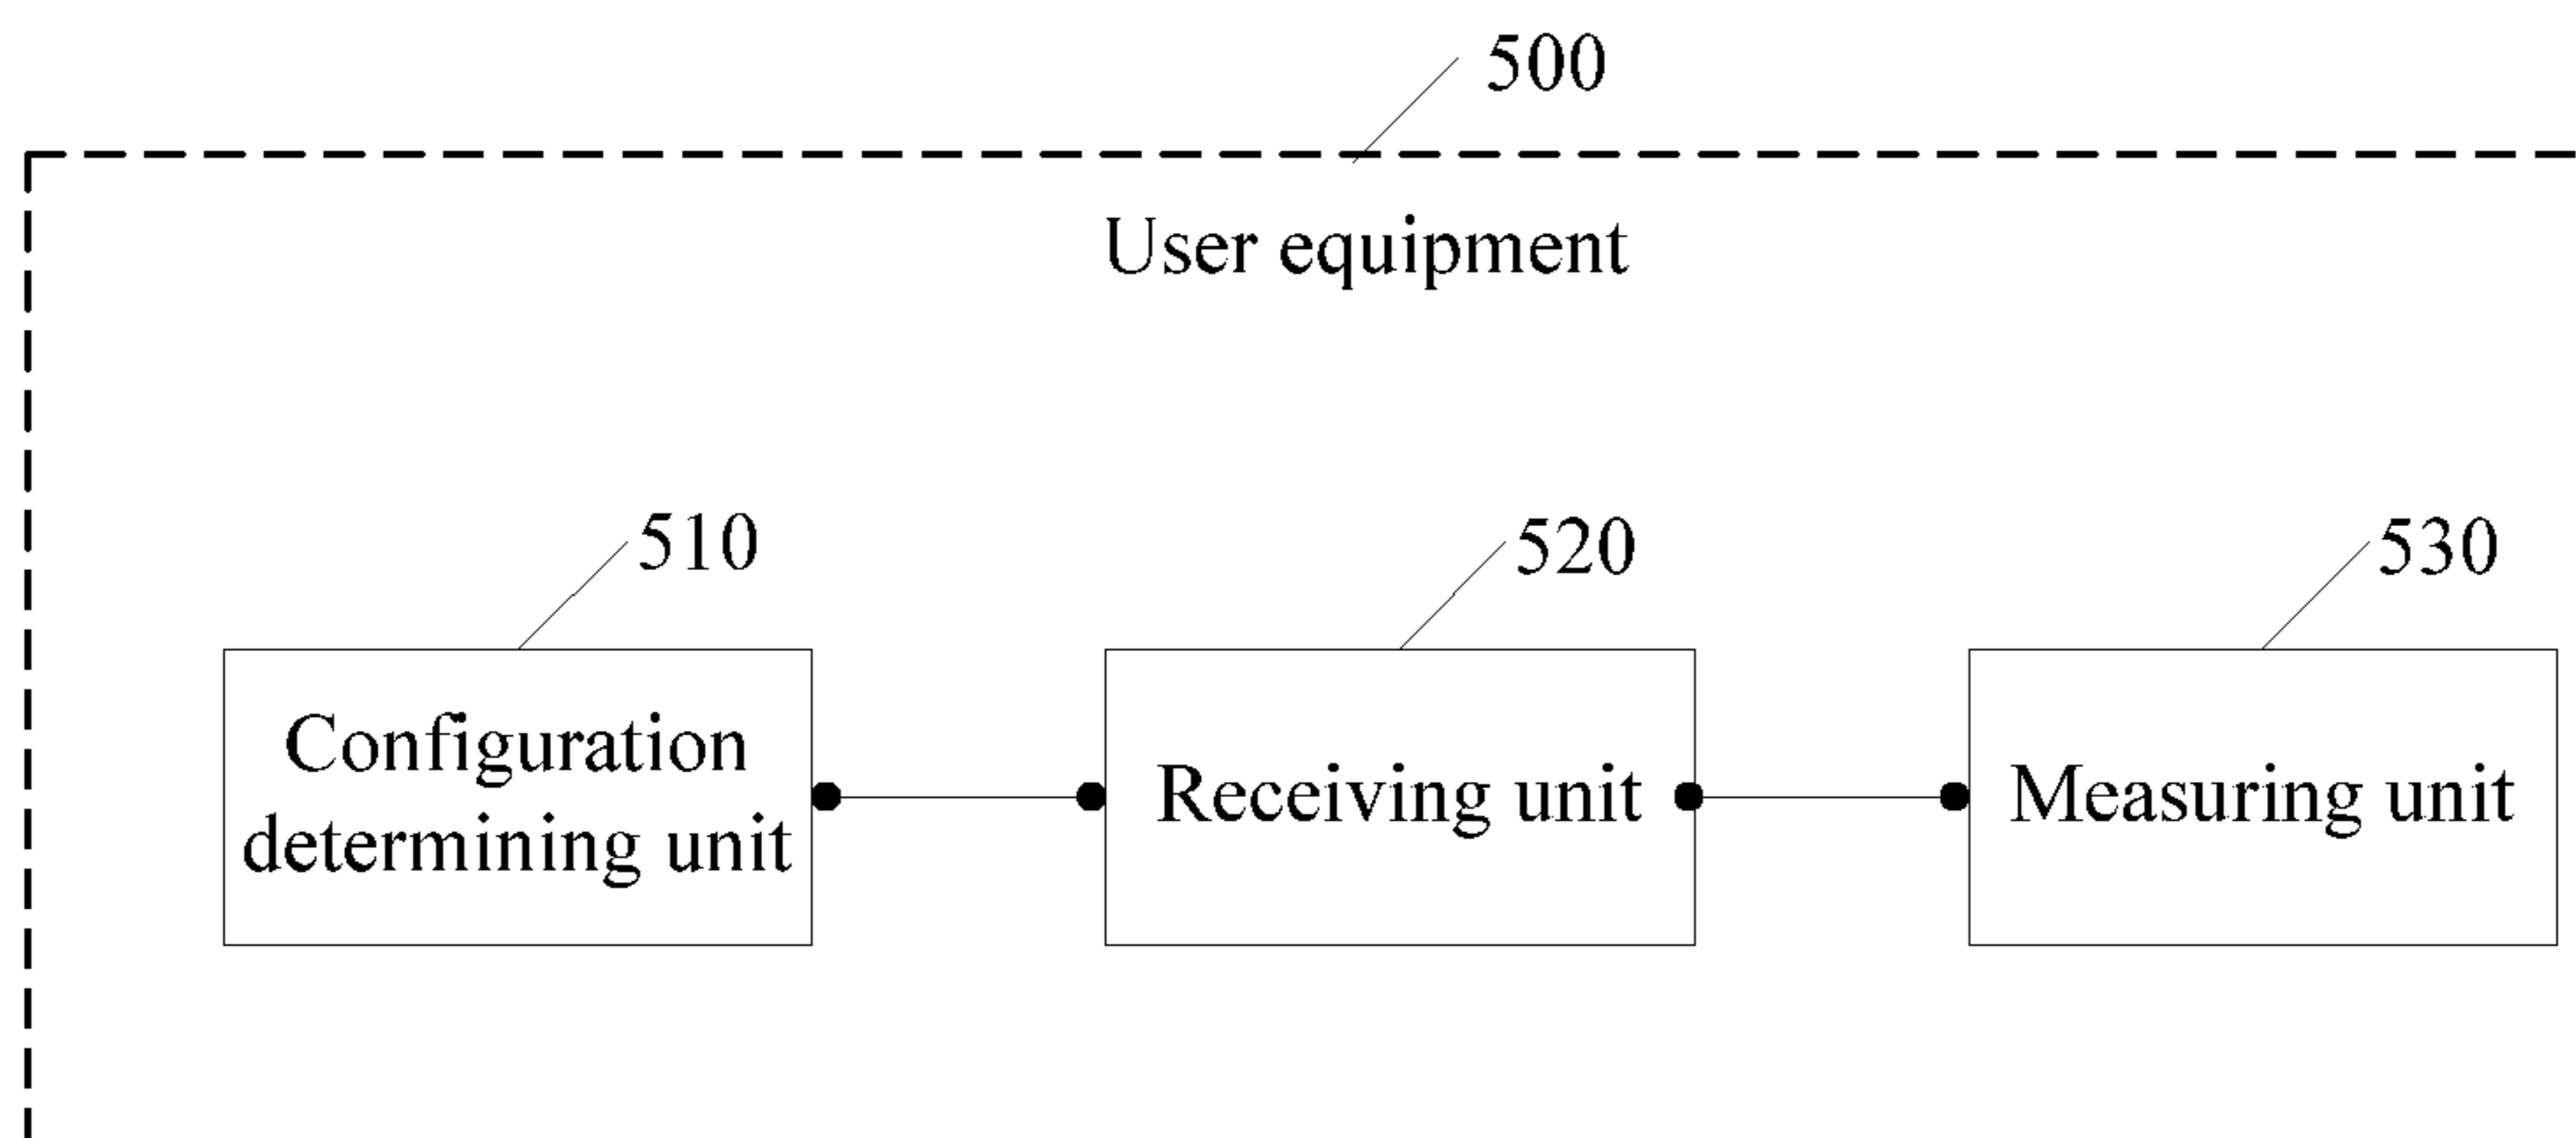 500
User equipment
510
520
530
Configuration
determining unit
Receiving unit
Measuring unit